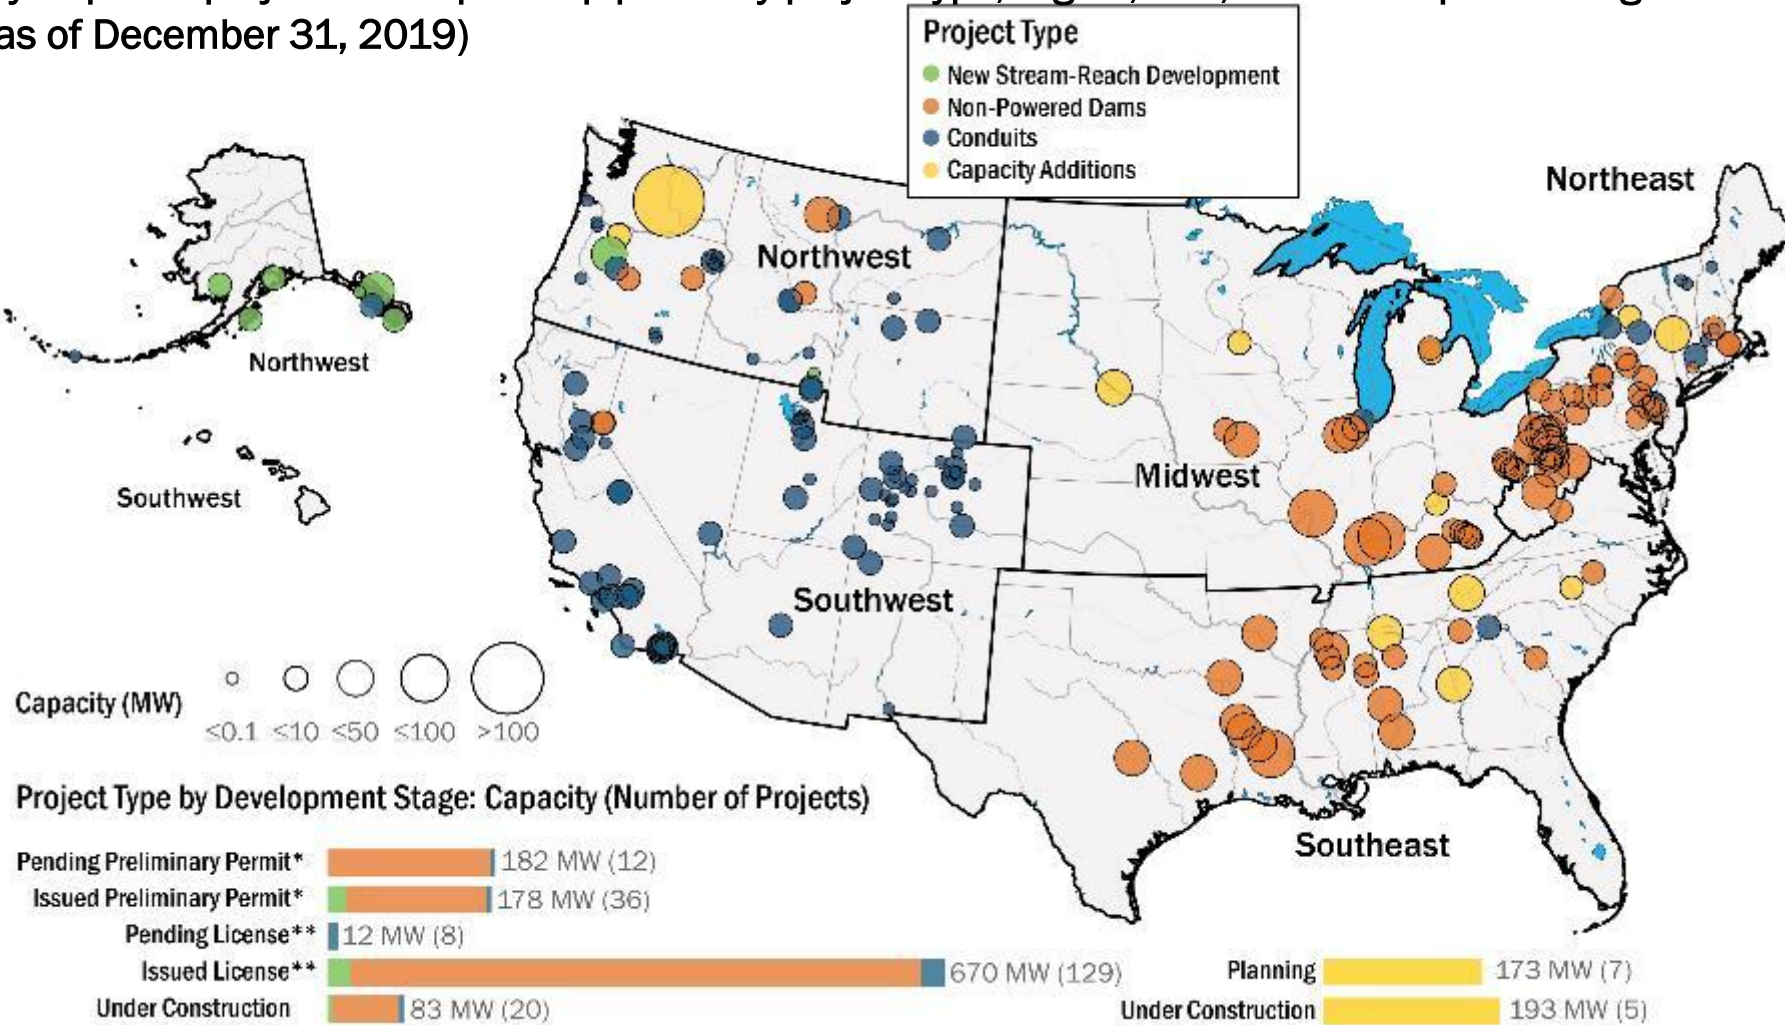 as of December 31, 2019)
Project Type
New Stream-Reach Development
Non-Powered Dams
Conduits
Capacity Additions
Northeast
Northwest
Northwest
Southwest
Midwest
Southwest
Capacity (MW)
≤0.1 ≤10 ≤50 ≤100 >100
Southeast
Project Type by Development Stage: Capacity (Number of Projects)
Pending Preliminary Permit* 182 MW (12)
Issued Preliminary Permit* 178 MW (36)
Pending License** 12 MW (8)
Issued License** 670 MW (129)
Under Construction 83 MW (20)
Planning 173 MW (7)
Under Construction 193 MW (5)